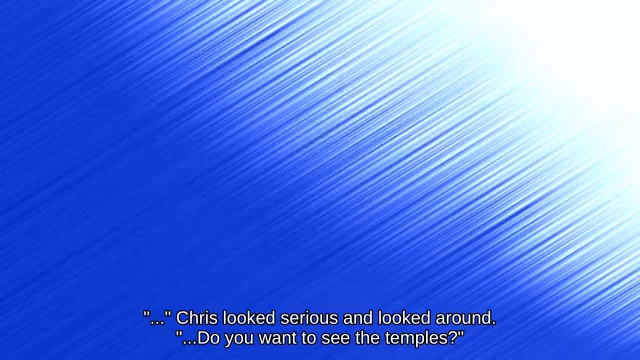 "..." Chris looked serious and looked around.
"...Do you want to see the temples?"